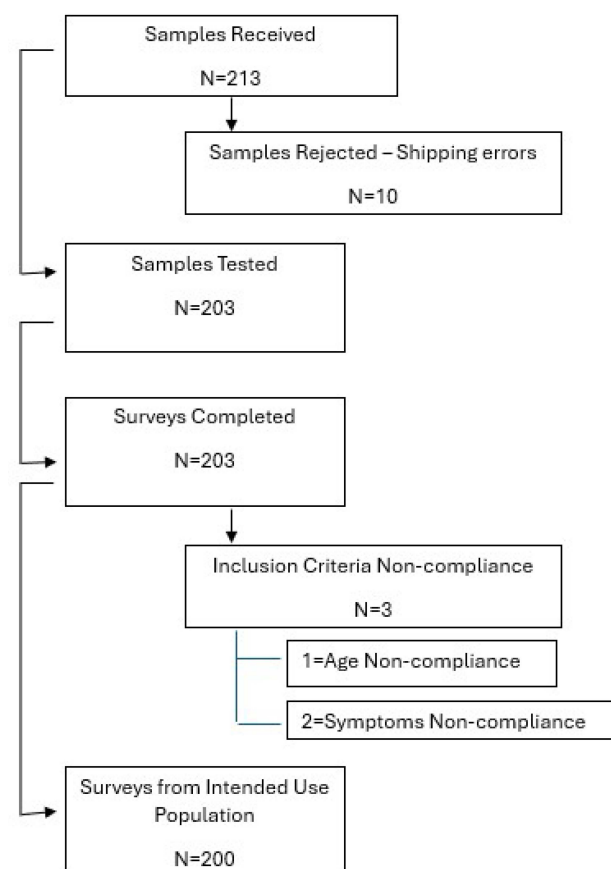 Samples Received
N=213
Samples Rejected – Shipping errors
N=10
Samples Tested
N=203
Surveys Completed
N=203
Inclusion Criteria Non-compliance
N=3
1=Age Non-compliance
2=Symptoms Non-compliance
Surveys from Intended Use
Population
N=200